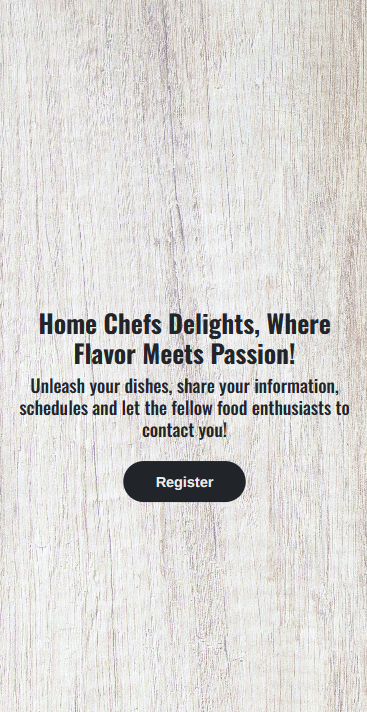 Home Chefs Delights, Where
Flavor Meets Passion!
Unleash your dishes, share your information,
schedules and let the fellow food enthusiasts to
contact you!
Register